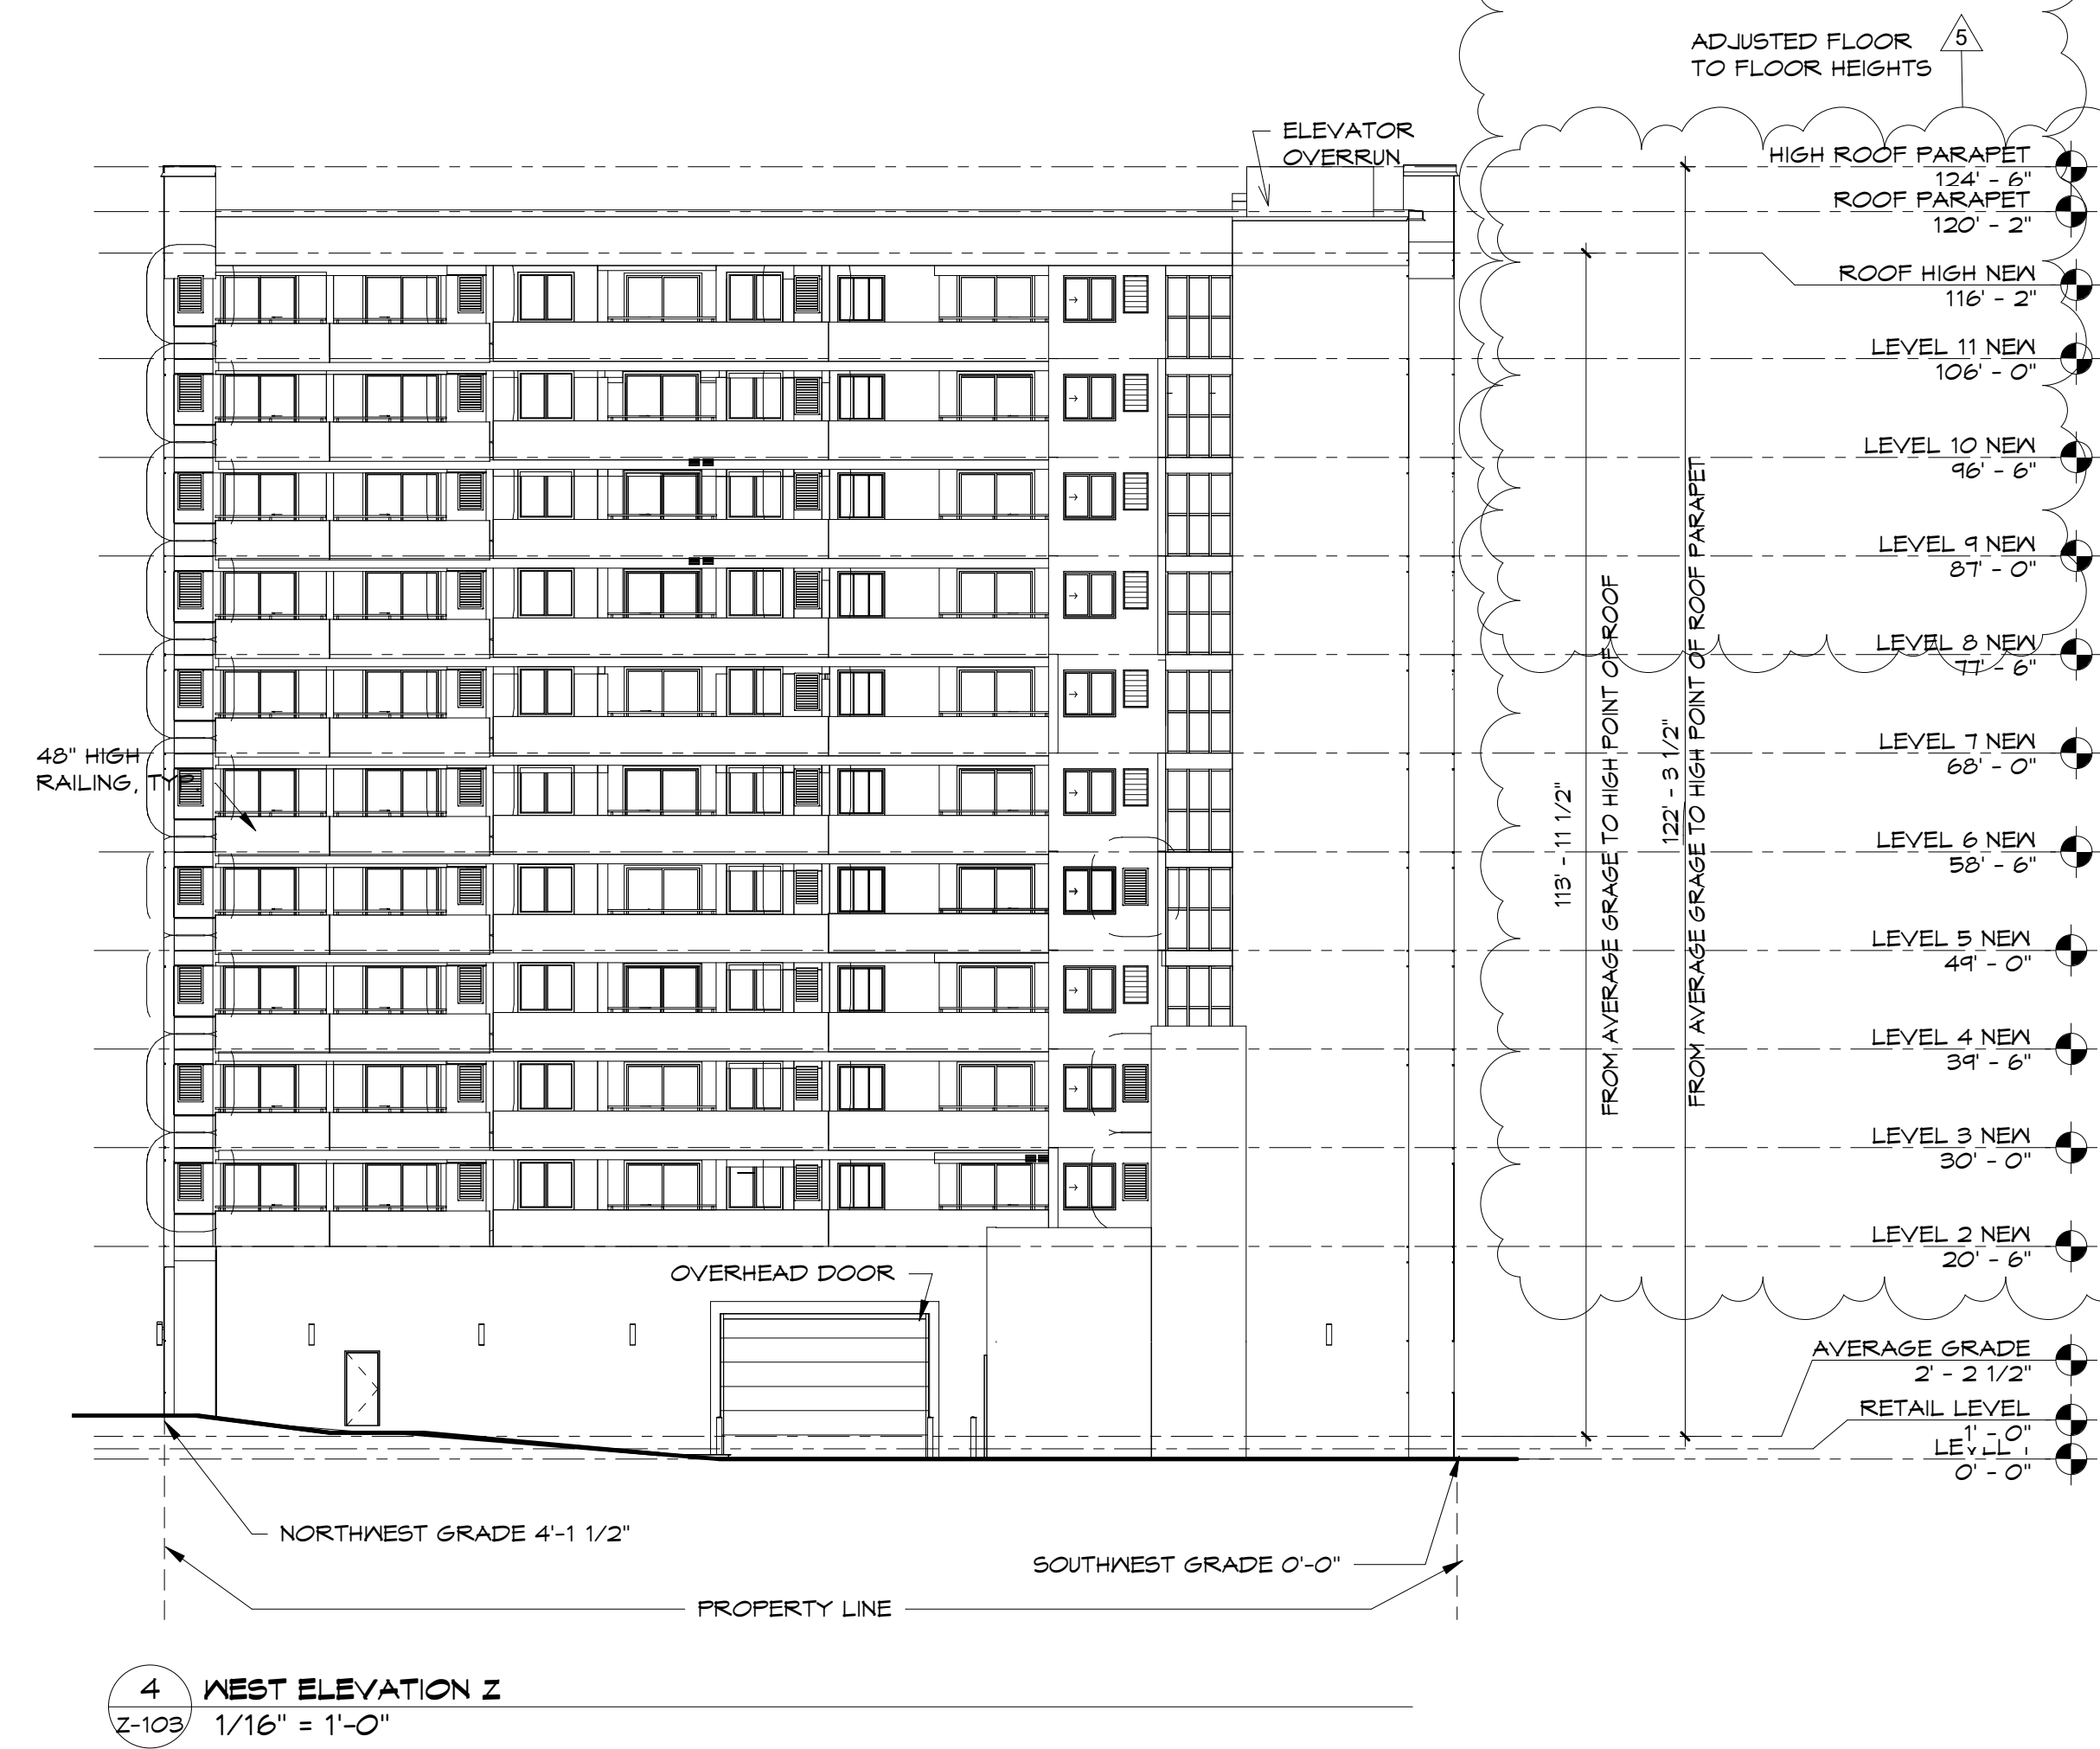 ADJUSTED FLOOR
TO FLOOR HEIGHTS
5
ELEVATOR
OVERRUN
HIGH ROOF PARAPET
124' - 6"
ROOF PARAPET
120' - 2"
ROOF HIGH NEW
116' - 2"
LEVEL 11 NEW
106' - 0"
LEVEL 10 NEW
96' - 6"
LEVEL 9 NEW
87' - 0"
LEVEL 8 NEW
77' - 6"
LEVEL 7 NEW
68' - 0"
LEVEL 6 NEW
58' - 6"
LEVEL 5 NEW
49' - 0"
LEVEL 4 NEW
39' - 6"
LEVEL 3 NEW
30' - 0"
LEVEL 2 NEW
20' - 6"
AVERAGE GRADE
2' - 2 1/2"
RETAIL LEVEL
1' - 0"
LEVEL 1
0' - 0"
113' - 11 1/2"
FROM AVERAGE GRAGE TO HIGH POINT OF ROOF
122' - 3 1/2"
FROM AVERAGE GRAGE TO HIGH POINT OF ROOF PARAPET
48" HIGH
RAILING, TYP.
OVERHEAD DOOR
NORTHWEST GRADE 4'-1 1/2"
SOUTHWEST GRADE 0'-0"
PROPERTY LINE
4
Z-103
WEST ELEVATION Z
1/16" = 1'-0"